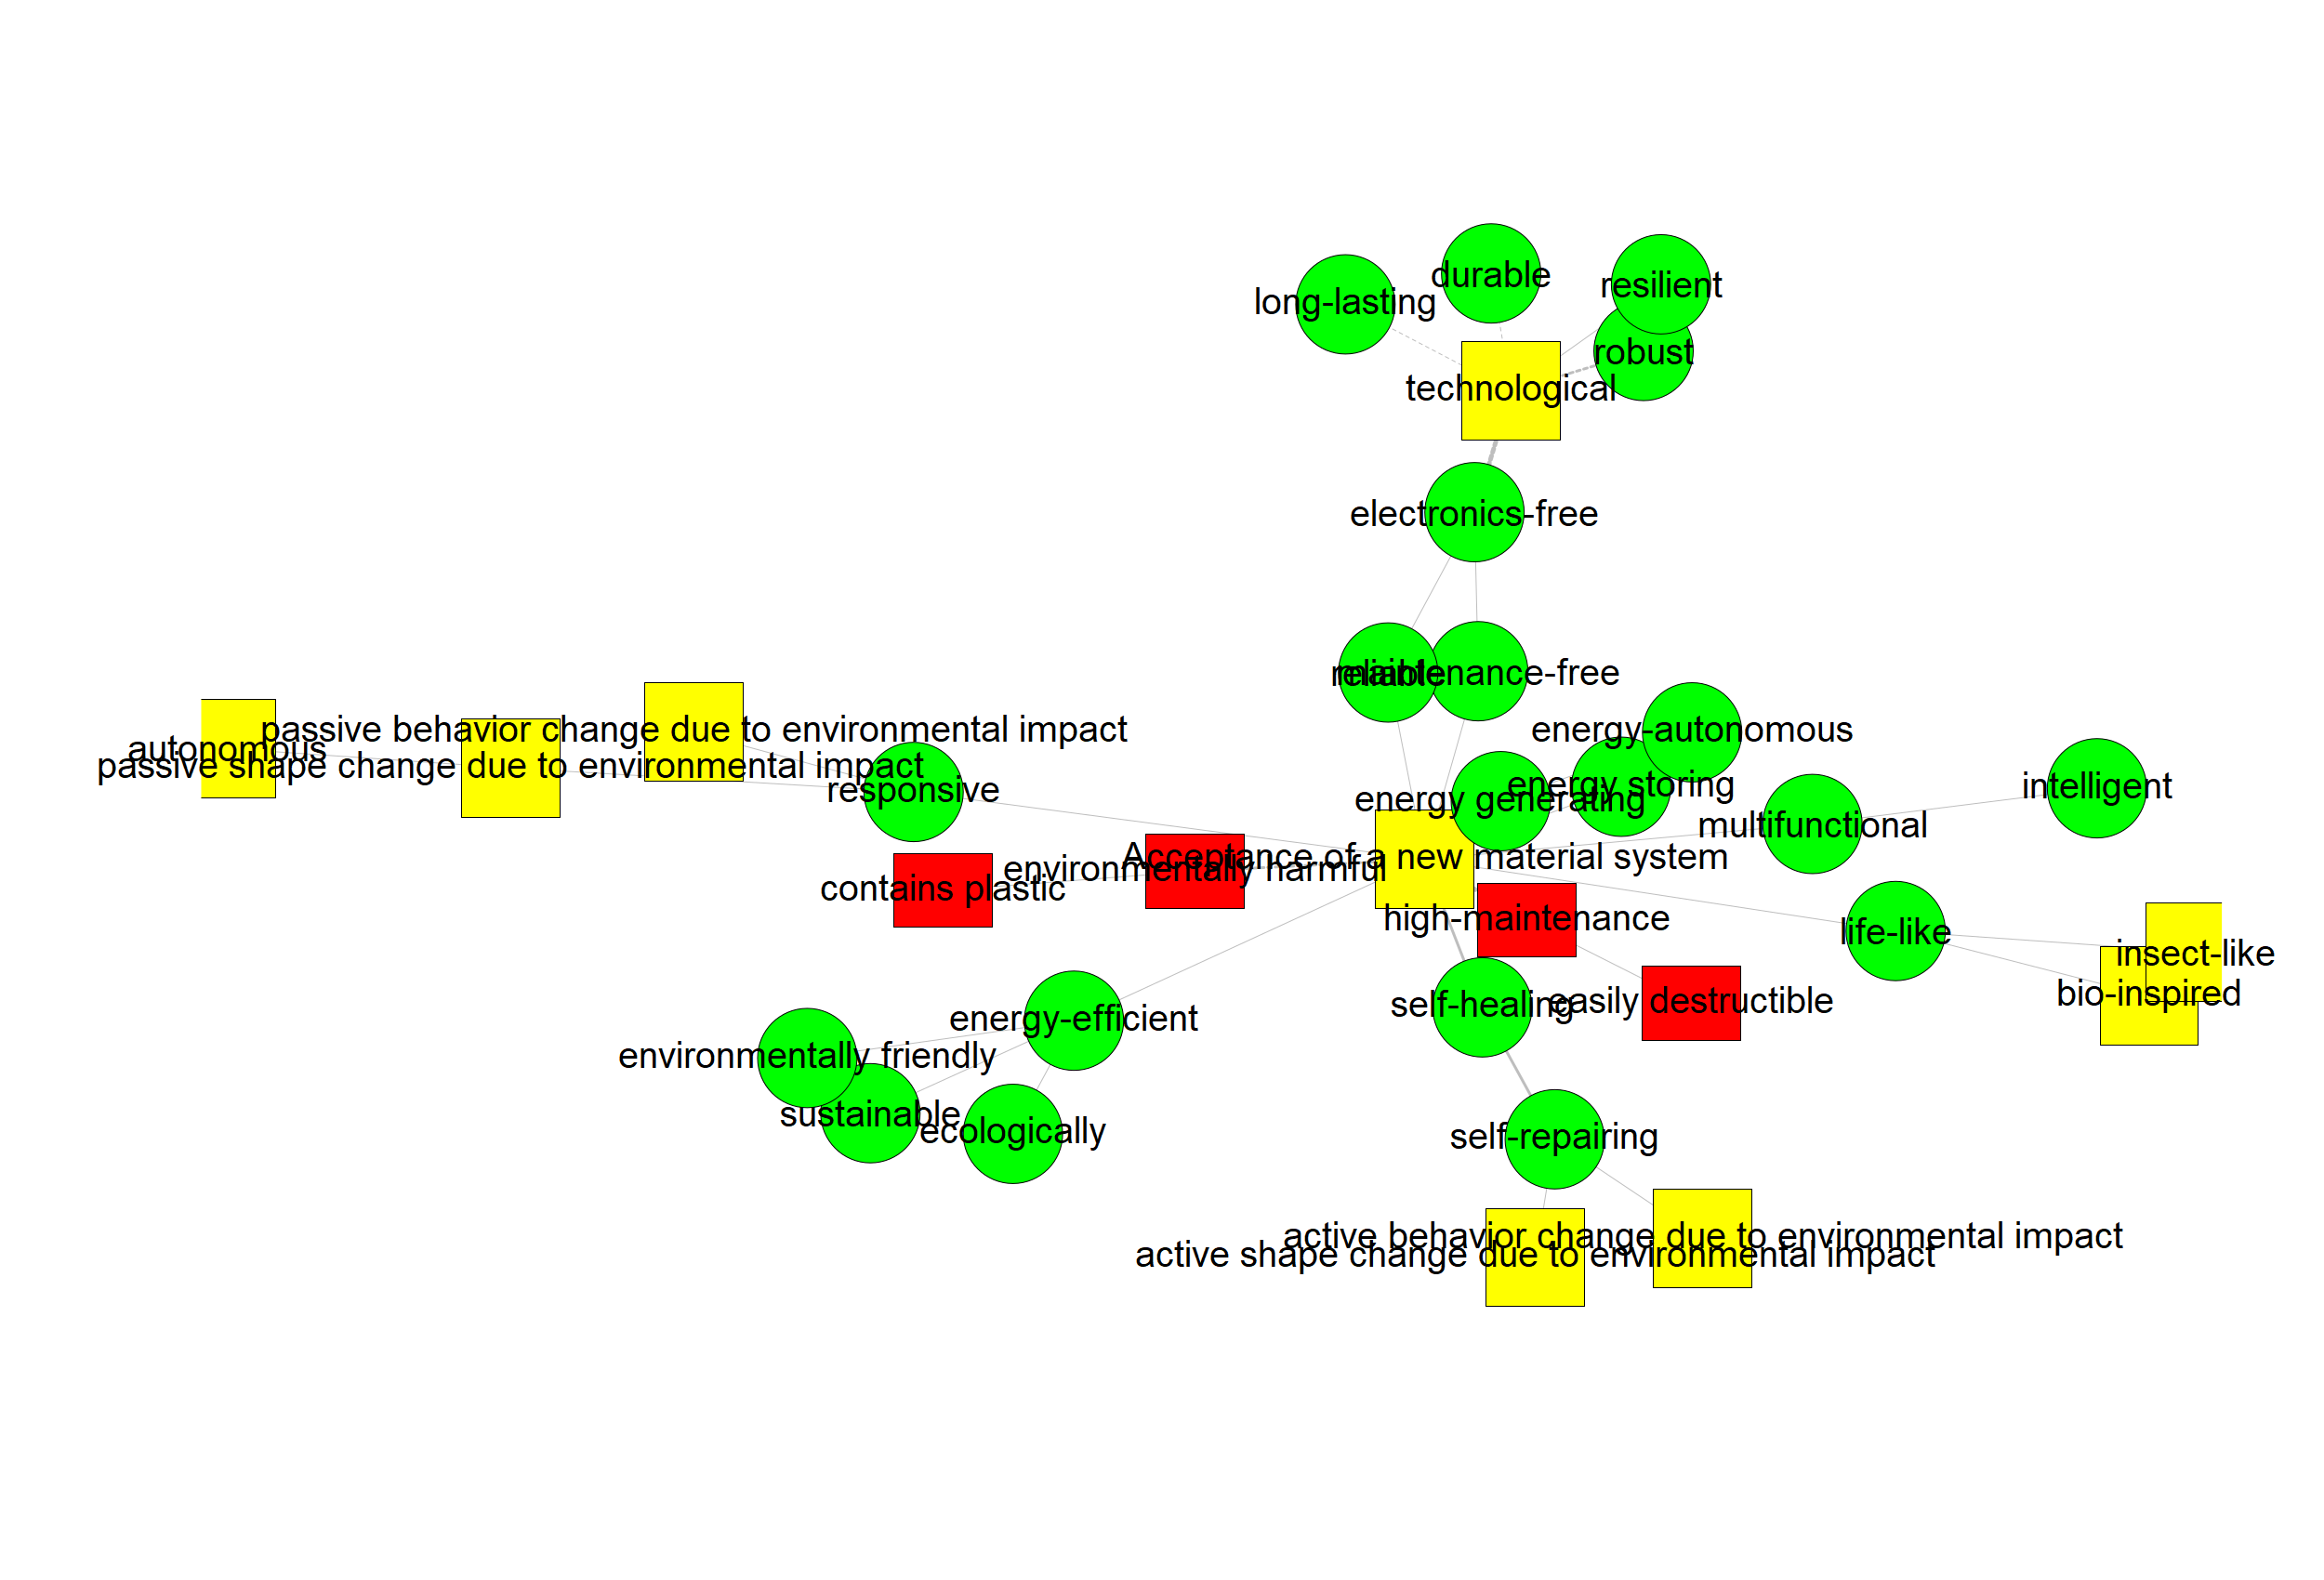 durable
resilient
long-lasting
robust
technological
electronics-free
reliable
maintenance-free
passive behavior change due to environmental impact
energy-autonomous
autonomous
passive shape change due to environmental impact
energy storing
intelligent
responsive
energy generating
multifunctional
Acceptance of a new material system
environmentally harmful
contains plastic
high-maintenance
life-like
insect-like
bio-inspired
self-healing
easily destructible
energy-efficient
environmentally friendly
sustainable
ecologically
self-repairing
active behavior change due to environmental impact
active shape change due to environmental impact